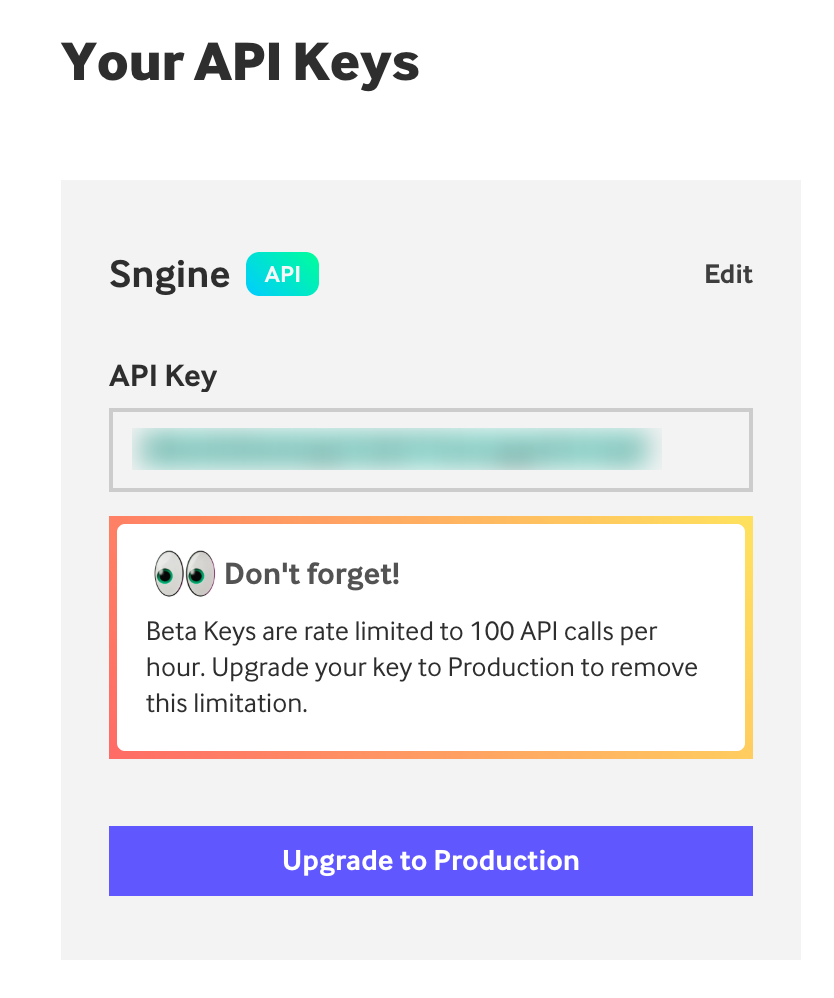 Your API Keys
Sngine API Edit
API Key
Don't forget!
Beta Keys are rate limited to 100 API calls per
hour. Upgrade your key to Production to remove
this limitation.
Upgrade to Production